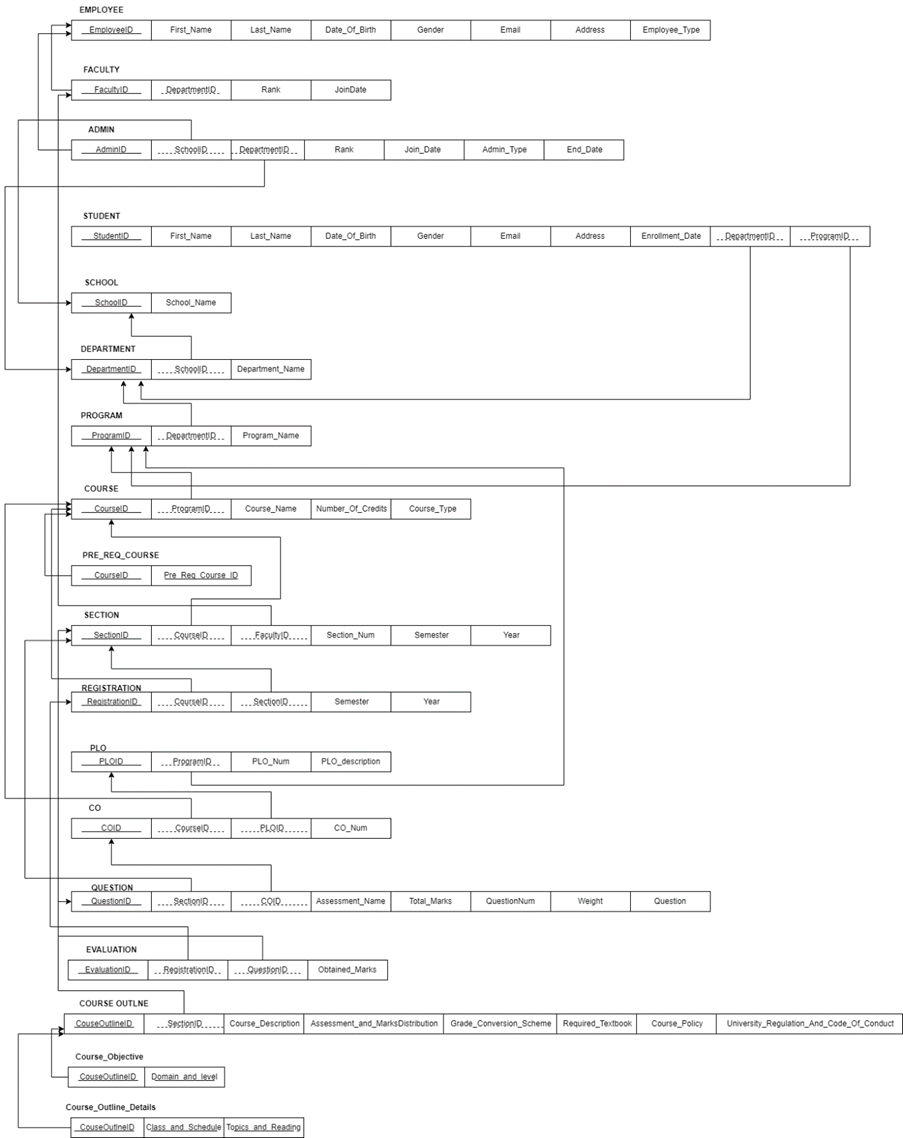 EMPLOYEE
EmployeeID First_Name Last_Name Date_Of_Birth Gender Email Address Employee_Type
FACULTY
FacultyID DepartmentID Rank JoinDate
ADMIN
AdminID SchoolID DepartmentID Rank Join_Date Admin_Type End_Date
STUDENT
StudentID First_Name Last_Name Date_Of_Birth Gender Email Address Enrollment_Date DepartmentID ProgramID
SCHOOL
SchoolID School_Name
DEPARTMENT
DepartmentID SchoolID Department_Name
PROGRAM
ProgramID DepartmentID Program_Name
COURSE
CourseID ProgramID Course_Name Number_Of_Credits Course_Type
PRE_REQ_COURSE
CourseID Pre_Req_Course_ID
SECTION
SectionID CourseID FacultyID Section_Num Semester Year
REGISTRATION
RegistrationID CourseID SectionID Semester Year
PLO
PLOID ProgramID PLO_Num PLO_description
CO
COID CourseID PLOID CO_Num
QUESTION
QuestionID SectionID COID Assessment_Name Total_Marks QuestionNum Weight Question
EVALUATION
EvaluationID RegistrationID QuestionID Obtained_Marks
COURSE OUTLNE
CouseOutlineID SectionID Course_Description Assessment_and_MarksDistribution Grade_Conversion_Scheme Required_Textbook Course_Policy University_Regulation_And_Code_Of_Conduct
Course_Objective
CouseOutlineID Domain_and_level
Course_Outline_Details
CouseOutlineID Class_and_Schedule Topics_and_Reading